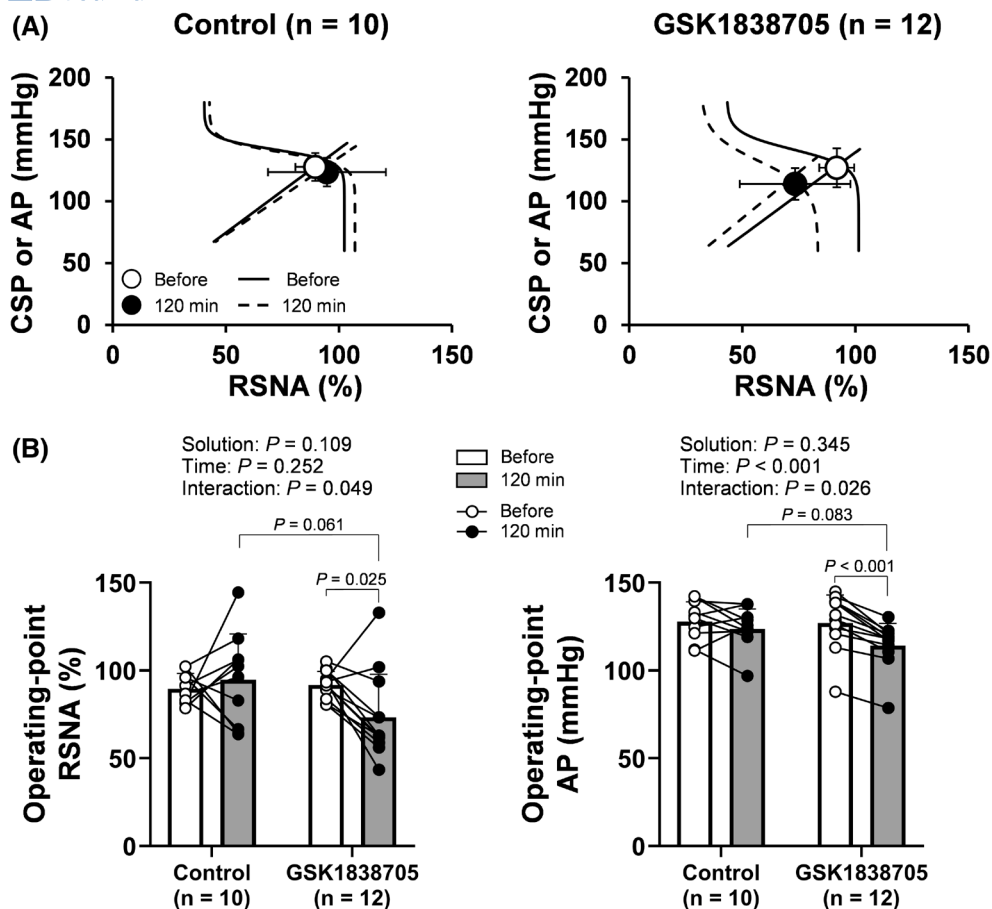 (A)
Control (n = 10)
GSK1838705 (n = 12)
CSP or AP (mmHg)
200
150
100
50
0
0 50 100 150
RSNA (%)
Before
120 min
Before
120 min
CSP or AP (mmHg)
200
150
100
50
0
0 50 100 150
RSNA (%)
(B)
Solution: P = 0.109
Time: P = 0.252
Interaction: P = 0.049
Before
120 min
Before
120 min
Solution: P = 0.345
Time: P < 0.001
Interaction: P = 0.026
P = 0.061
P = 0.025
Operating-point
RSNA (%)
150
100
50
0
Control
(n = 10)
GSK1838705
(n = 12)
P = 0.083
P < 0.001
Operating-point
AP (mmHg)
150
100
50
0
Control
(n = 10)
GSK1838705
(n = 12)